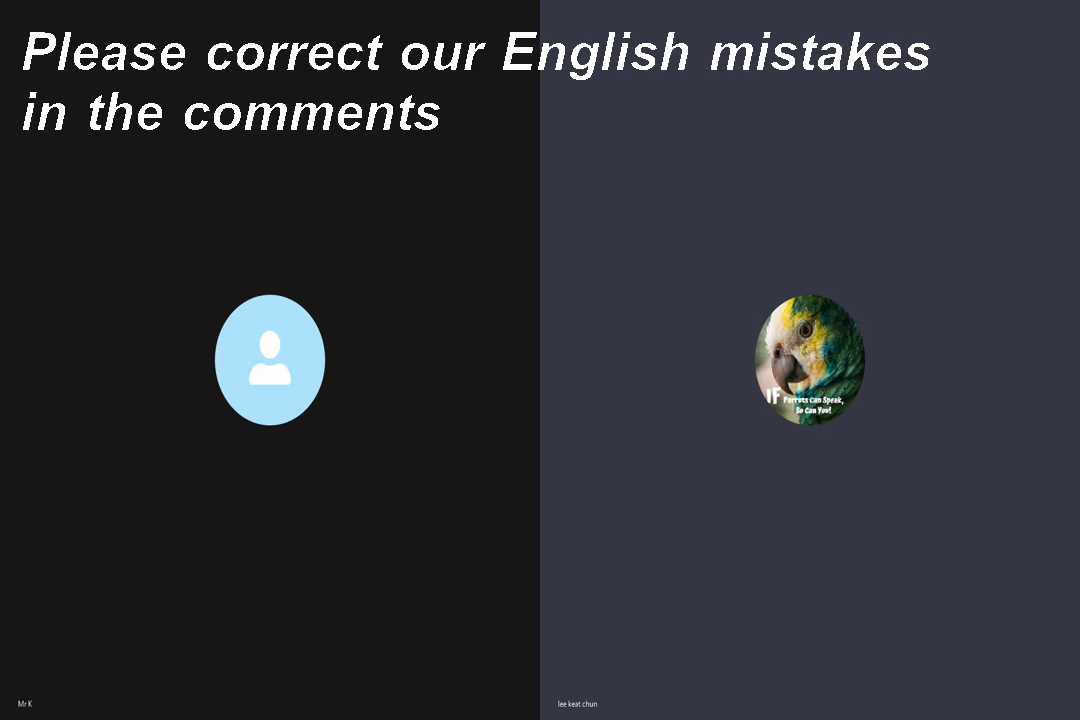 Please correct our English mistakes
in the comments
IF Parrots Can Speak,
So Can You!
Mr K
lee keat chun